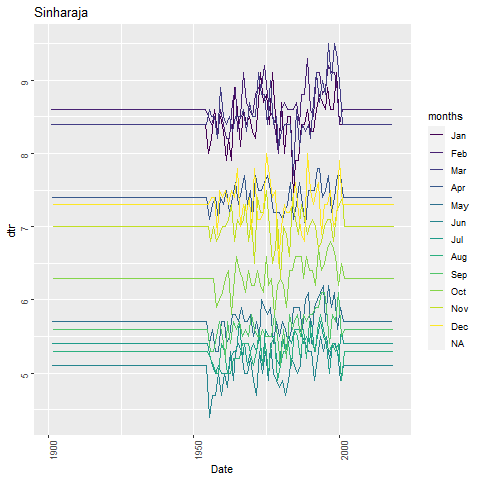 Sinharaja
dtr
9
8
7
6
5
1900
1950
2000
Date
months
Jan
Feb
Mar
Apr
May
Jun
Jul
Aug
Sep
Oct
Nov
Dec
NA